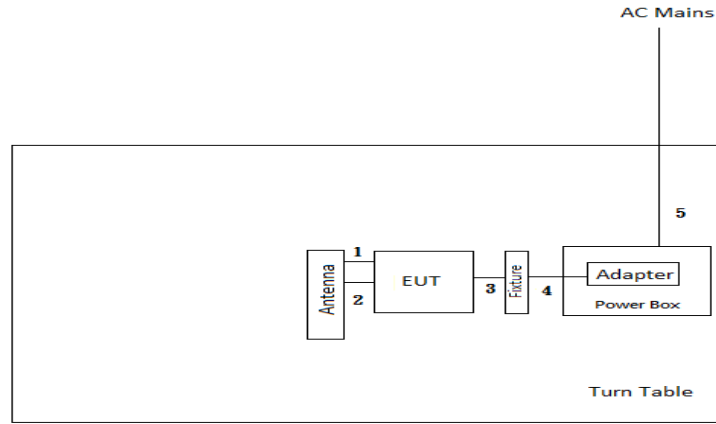 AC Mains
5
1
Antenna
2
EUT
3
Fixture
4
Adapter
Power Box
Turn Table